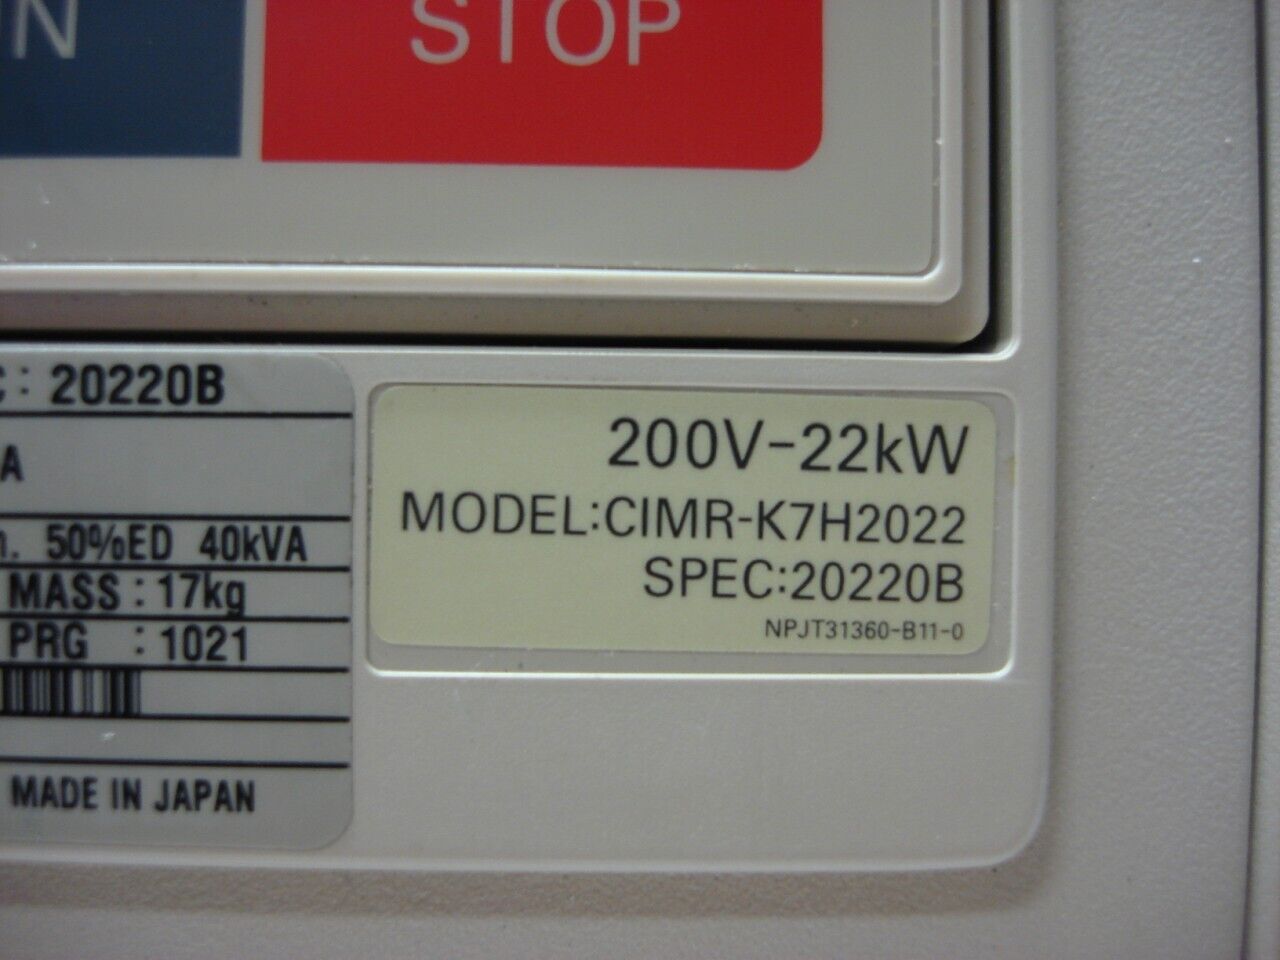 N
STOP
C: 20220B
A
n. 50%ED 40kVA
MASS : 17kg
PRG : 1021
MADE IN JAPAN
200V-22kW
MODEL:CIMR-K7H2022
SPEC:20220B
NPJT31360-B11-0